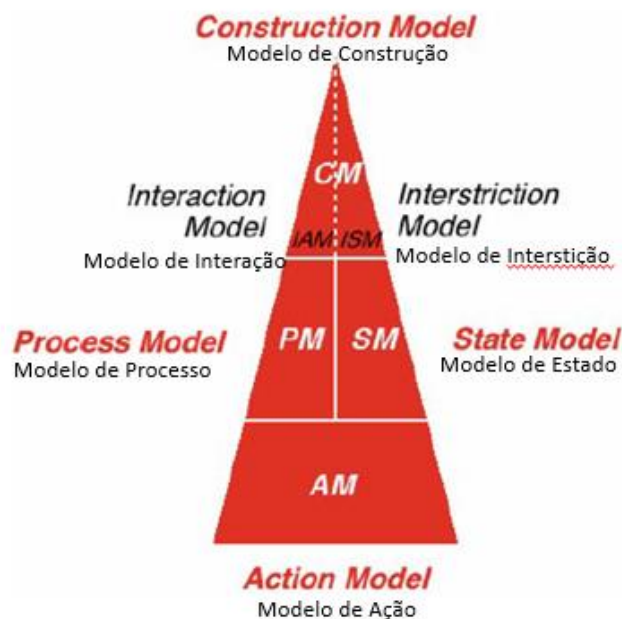 Construction Model
Modelo de Construção
CM
Interaction
Model
Modelo de Interação
Interstriction
Model
Modelo de Interstição
IAM ISM
Process Model
Modelo de Processo
PM SM
State Model
Modelo de Estado
AM
Action Model
Modelo de Ação